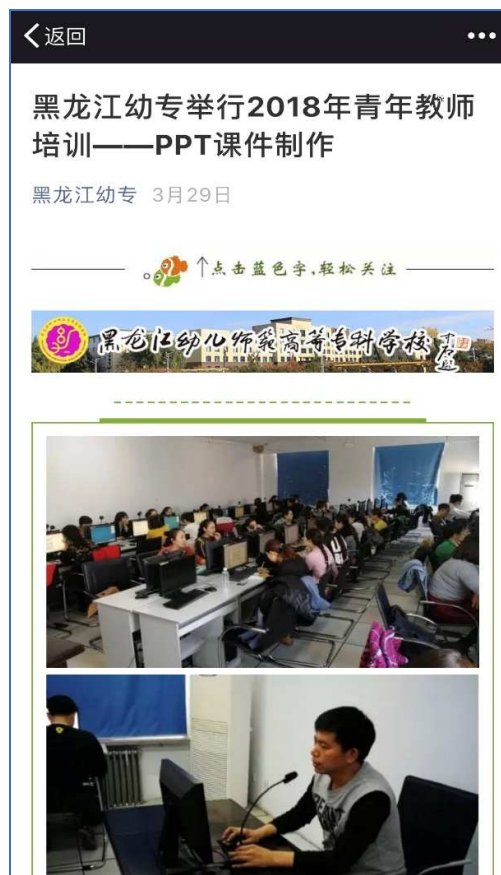 返回
黑龙江幼专举行2018年青年教师
培训——PPT课件制作
黑龙江幼专 3月29日
↑点击蓝色字,轻松关注
黑龙江幼儿师范高等专科学校